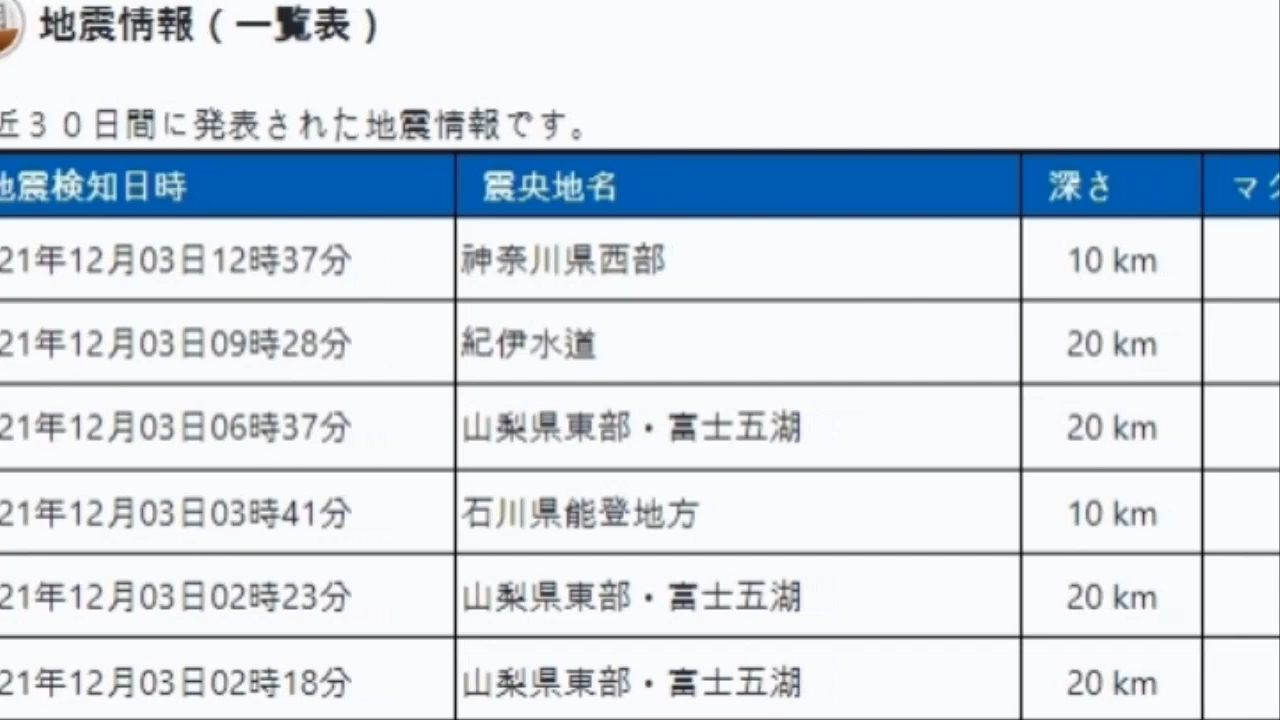 地震情報(一覧表)
近30日間に発表された地震情報です。
地震検知日時 震央地名 深さ マグ
21年12月03日12時37分 神奈川県西部 10 km
21年12月03日09時28分 紀伊水道 20 km
21年12月03日06時37分 山梨県東部・富士五湖 20 km
21年12月03日03時41分 石川県能登地方 10 km
21年12月03日02時23分 山梨県東部・富士五湖 20 km
21年12月03日02時18分 山梨県東部・富士五湖 20 km